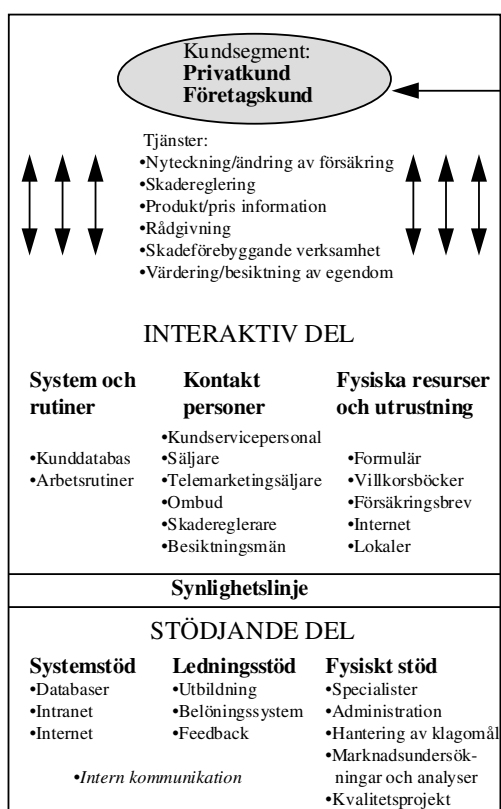 Kundsegment:
Privatkund
Företagskund
Tjänster:
•Nyteckning/ändring av försäkring
•Skadereglering
•Produkt/pris information
•Rådgivning
•Skadeförebyggande verksamhet
•Värdering/besiktning av egendom
INTERAKTIV DEL
System och
rutiner
•Kunddatabas
•Arbetsrutiner
Kontakt
personer
•Kundservicepersonal
•Säljare
•Telemarketingsäljare
•Ombud
•Skadereglerare
•Besiktningsmän
Fysiska resurser
och utrustning
•Formulär
•Villkorsböcker
•Försäkringsbrev
•Internet
•Lokaler
Synlighetslinje
STÖDJANDE DEL
Systemstöd
•Databaser
•Intranet
•Internet
Ledningsstöd
•Utbildning
•Belöningssystem
•Feedback
•Intern kommunikation
Fysiskt stöd
•Specialister
•Administration
•Hantering av klagomål
•Marknadsundersök-
ningar och analyser
•Kvalitetsprojekt